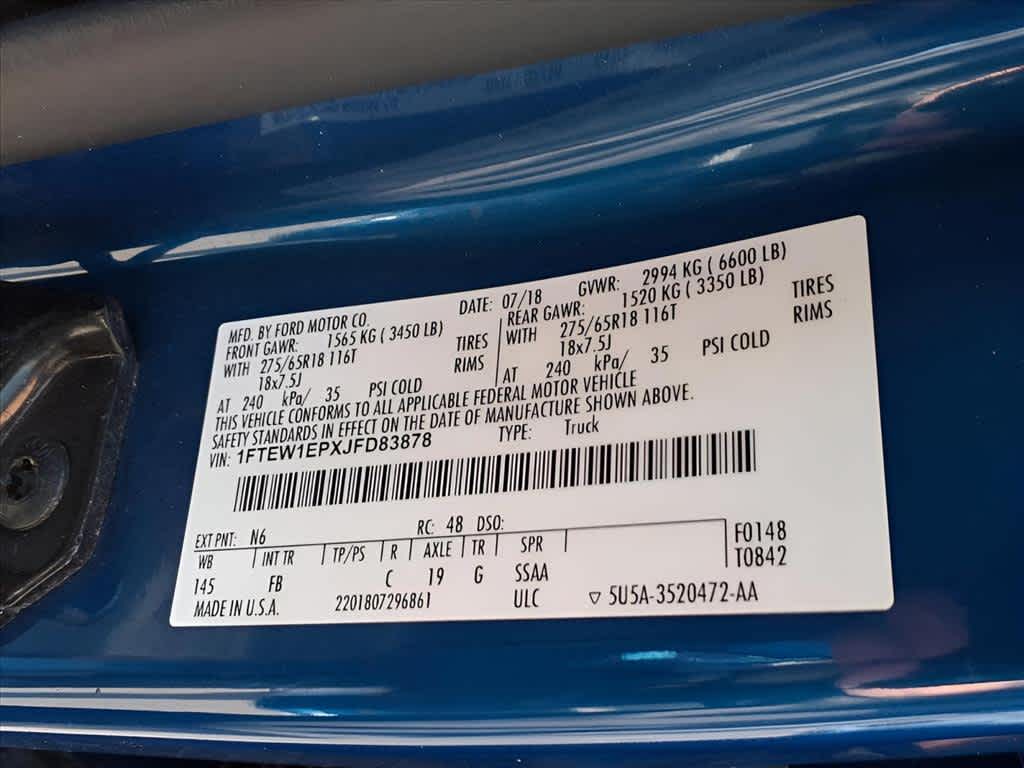 MFD. BY FORD MOTOR CO. DATE: 07/18 GVWR: 2994 KG ( 6600 LB)
FRONT GAWR: 1565 KG ( 3450 LB) REAR GAWR: 1520 KG ( 3350 LB)
WITH 275/65R18 116T TIRES WITH 275/65R18 116T TIRES
18x7.5J RIMS 18x7.5J RIMS
AT 240 kPa/ 35 PSI COLD AT 240 kPa/ 35 PSI COLD
THIS VEHICLE CONFORMS TO ALL APPLICABLE FEDERAL MOTOR VEHICLE
SAFETY STANDARDS IN EFFECT ON THE DATE OF MANUFACTURE SHOWN ABOVE.
VIN: 1FTEW1EPXJFD83878 TYPE: Truck
EXT PNT: N6 RC: 48 DSO: F0148
WB INT TR TP/PS R AXLE TR SPR T0842
145 FB C 19 G SSAA
MADE IN U.S.A. 2201807296861 ULC ▽ 5U5A-3520472-AA